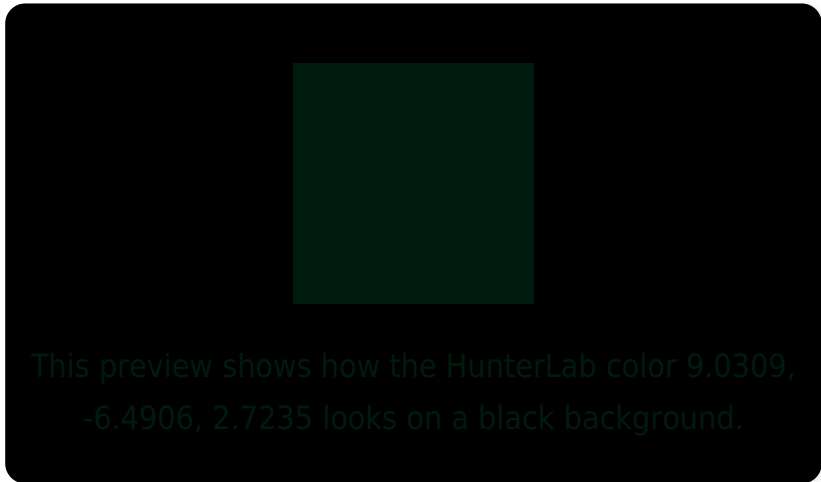 This preview shows how the HunterLab color 9.0309,
-6.4906, 2.7235 looks on a black background.